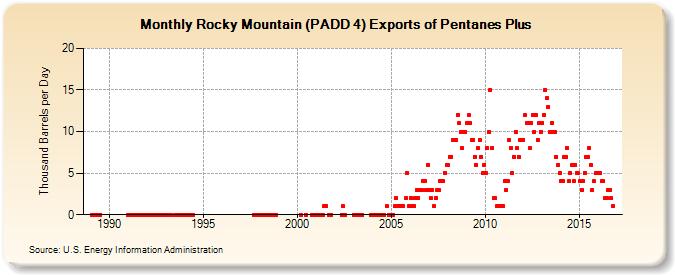 Monthly Rocky Mountain (PADD 4) Exports of Pentanes Plus
Thousand Barrels per Day
20
15
10
5
0
1990 1995 2000 2005 2010 2015
Source: U.S. Energy Information Administration